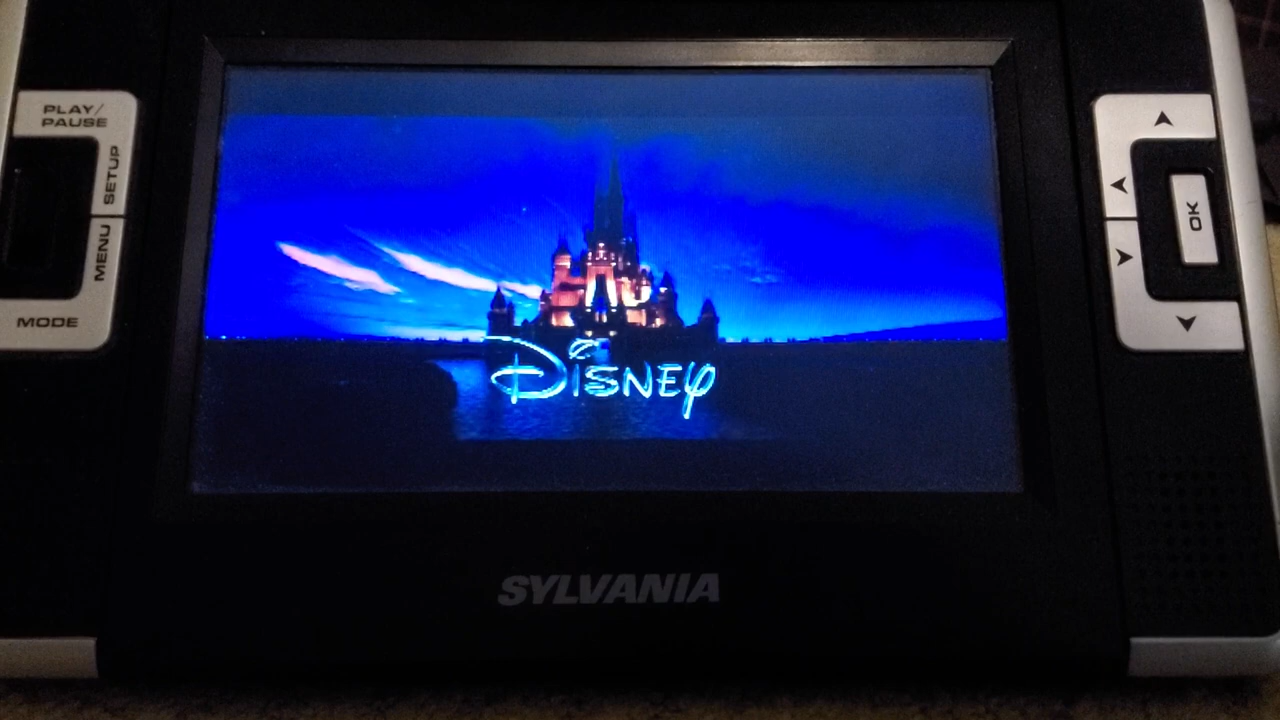 PLAY/
PAUSE
SETUP
MENU
MODE
DISNEY
OK
SYLVANIA